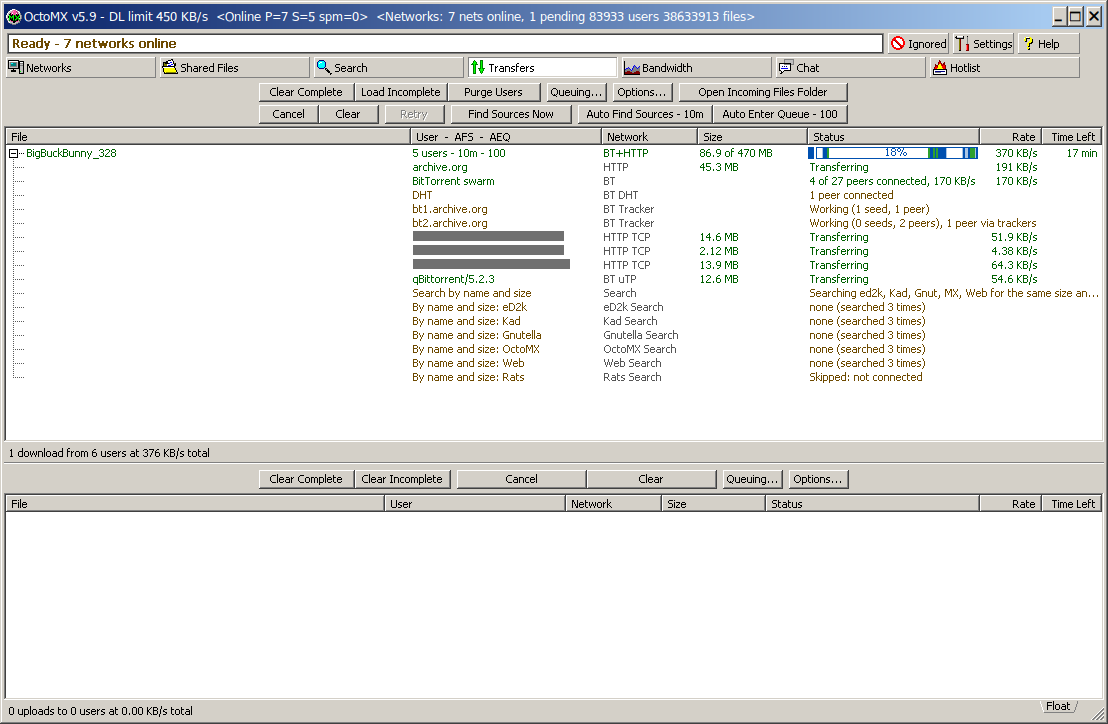 OctoMX v5.9 - DL limit 450 KB/s <Online P=7 S=5 spm=0> <Networks: 7 nets online, 1 pending 83933 users 38633913 files>
Ready - 7 networks online Ignored Settings ? Help
Networks Shared Files Search Transfers Bandwidth Chat Hotlist
Clear Complete Load Incomplete Purge Users Queuing... Options... Open Incoming Files Folder
Cancel Clear Retry Find Sources Now Auto Find Sources - 10m Auto Enter Queue - 100
File User - AFS - AEQ Network Size Status Rate Time Left
BigBuckBunny_328 5 users - 10m - 100 BT+HTTP 86.9 of 470 MB 18% 370 KB/s 17 min
archive.org HTTP 45.3 MB Transferring 191 KB/s
BitTorrent swarm BT 4 of 27 peers connected, 170 KB/s 170 KB/s
DHT BT DHT 1 peer connected
bt1.archive.org BT Tracker Working (1 seed, 1 peer)
bt2.archive.org BT Tracker Working (0 seeds, 2 peers), 1 peer via trackers
HTTP TCP 14.6 MB Transferring 51.9 KB/s
HTTP TCP 2.12 MB Transferring 4.38 KB/s
HTTP TCP 13.9 MB Transferring 64.3 KB/s
qBittorrent/5.2.3 BT uTP 12.6 MB Transferring 54.6 KB/s
Search by name and size Search Searching ed2k, Kad, Gnut, MX, Web for the same size an...
By name and size: eD2k eD2k Search none (searched 3 times)
By name and size: Kad Kad Search none (searched 3 times)
By name and size: Gnutella Gnutella Search none (searched 3 times)
By name and size: OctoMX OctoMX Search none (searched 3 times)
By name and size: Web Web Search none (searched 3 times)
By name and size: Rats Rats Search Skipped: not connected
1 download from 6 users at 376 KB/s total
Clear Complete Clear Incomplete Cancel Clear Queuing... Options...
File User Network Size Status Rate Time Left
0 uploads to 0 users at 0.00 KB/s total Float